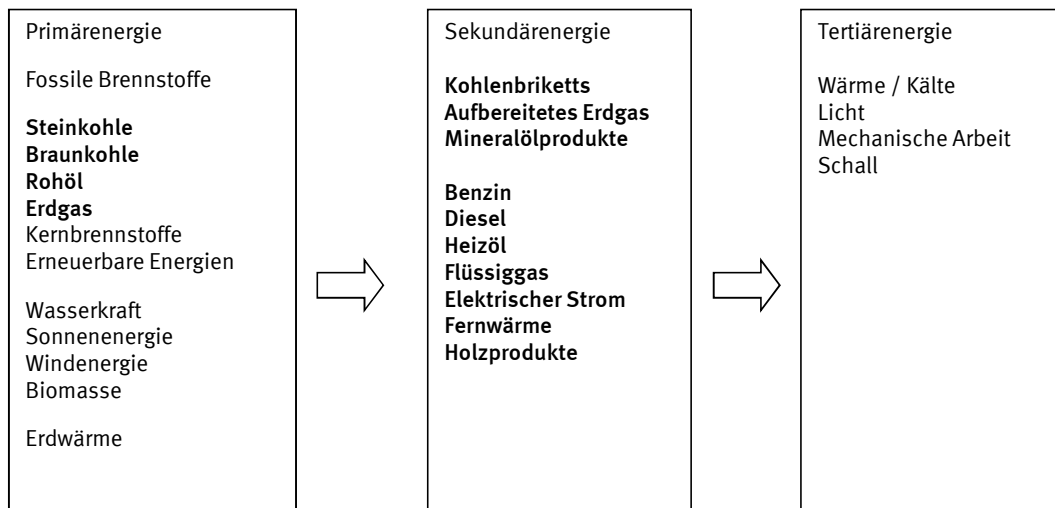 Primärenergie
Fossile Brennstoffe
Steinkohle
Braunkohle
Rohöl
Erdgas
Kernbrennstoffe
Erneuerbare Energien
Wasserkraft
Sonnenenergie
Windenergie
Biomasse
Erdwärme
Sekundärenergie
Kohlenbriketts
Aufbereitetes Erdgas
Mineralölprodukte
Benzin
Diesel
Heizöl
Flüssiggas
Elektrischer Strom
Fernwärme
Holzprodukte
Tertiärenergie
Wärme / Kälte
Licht
Mechanische Arbeit
Schall